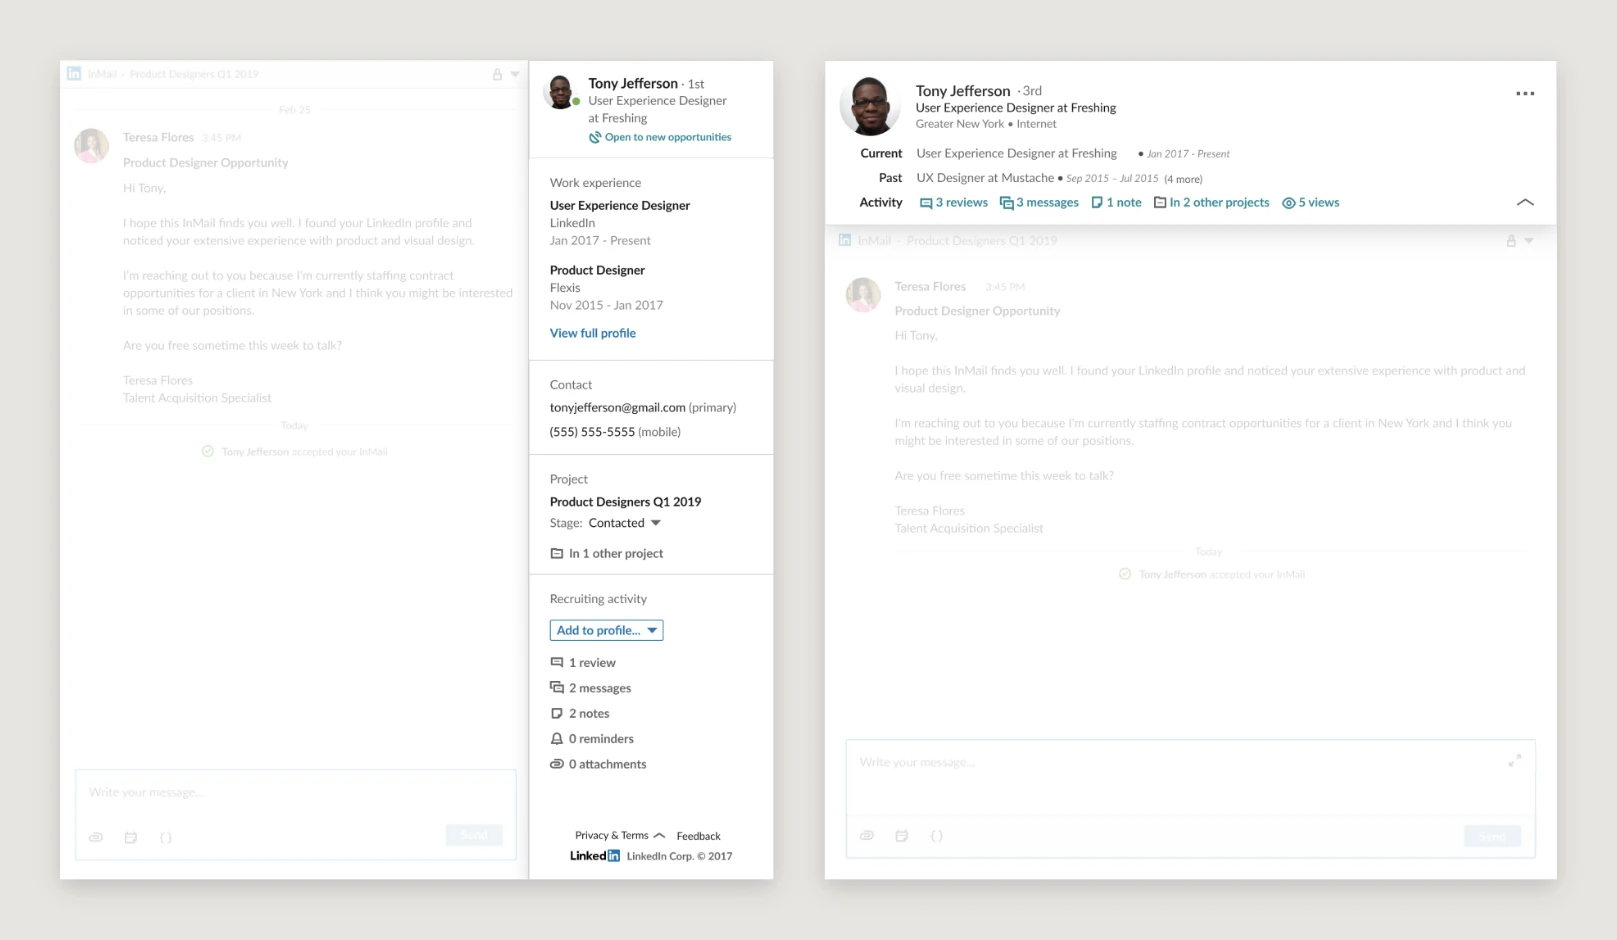 in InMail - Product Designers Q1 2019
Feb 25
Teresa Flores 3:45 PM
Product Designer Opportunity
Hi Tony,
I hope this InMail finds you well. I found your LinkedIn profile and
noticed your extensive experience with product and visual design.
I'm reaching out to you because I'm currently staffing contract
opportunities for a client in New York and I think you might be interested
in some of our positions.
Are you free sometime this week to talk?
Teresa Flores
Talent Acquisition Specialist
Today
Tony Jefferson accepted your InMail
Write your message...
{ }
Send
Tony Jefferson · 1st
User Experience Designer
at Freshing
Open to new opportunities
Work experience
User Experience Designer
LinkedIn
Jan 2017 - Present
Product Designer
Flexis
Nov 2015 - Jan 2017
View full profile
Contact
tonyjefferson@gmail.com (primary)
(555) 555-5555 (mobile)
Project
Product Designers Q1 2019
Stage: Contacted
In 1 other project
Recruiting activity
Add to profile...
1 review
2 messages
2 notes
0 reminders
0 attachments
Privacy & Terms Feedback
LinkedIn LinkedIn Corp. © 2017
Tony Jefferson · 3rd
User Experience Designer at Freshing
Greater New York • Internet
Current User Experience Designer at Freshing • Jan 2017 - Present
Past UX Designer at Mustache • Sep 2015 – Jul 2015 (4 more)
Activity 3 reviews 3 messages 1 note In 2 other projects 5 views
in InMail - Product Designers Q1 2019
Teresa Flores 3:45 PM
Product Designer Opportunity
Hi Tony,
I hope this InMail finds you well. I found your LinkedIn profile and noticed your extensive experience with product and
visual design.
I'm reaching out to you because I'm currently staffing contract opportunities for a client in New York and I think you
might be interested in some of our positions.
Are you free sometime this week to talk?
Teresa Flores
Talent Acquisition Specialist
Today
Tony Jefferson accepted your InMail
Write your message...
{ }
Send